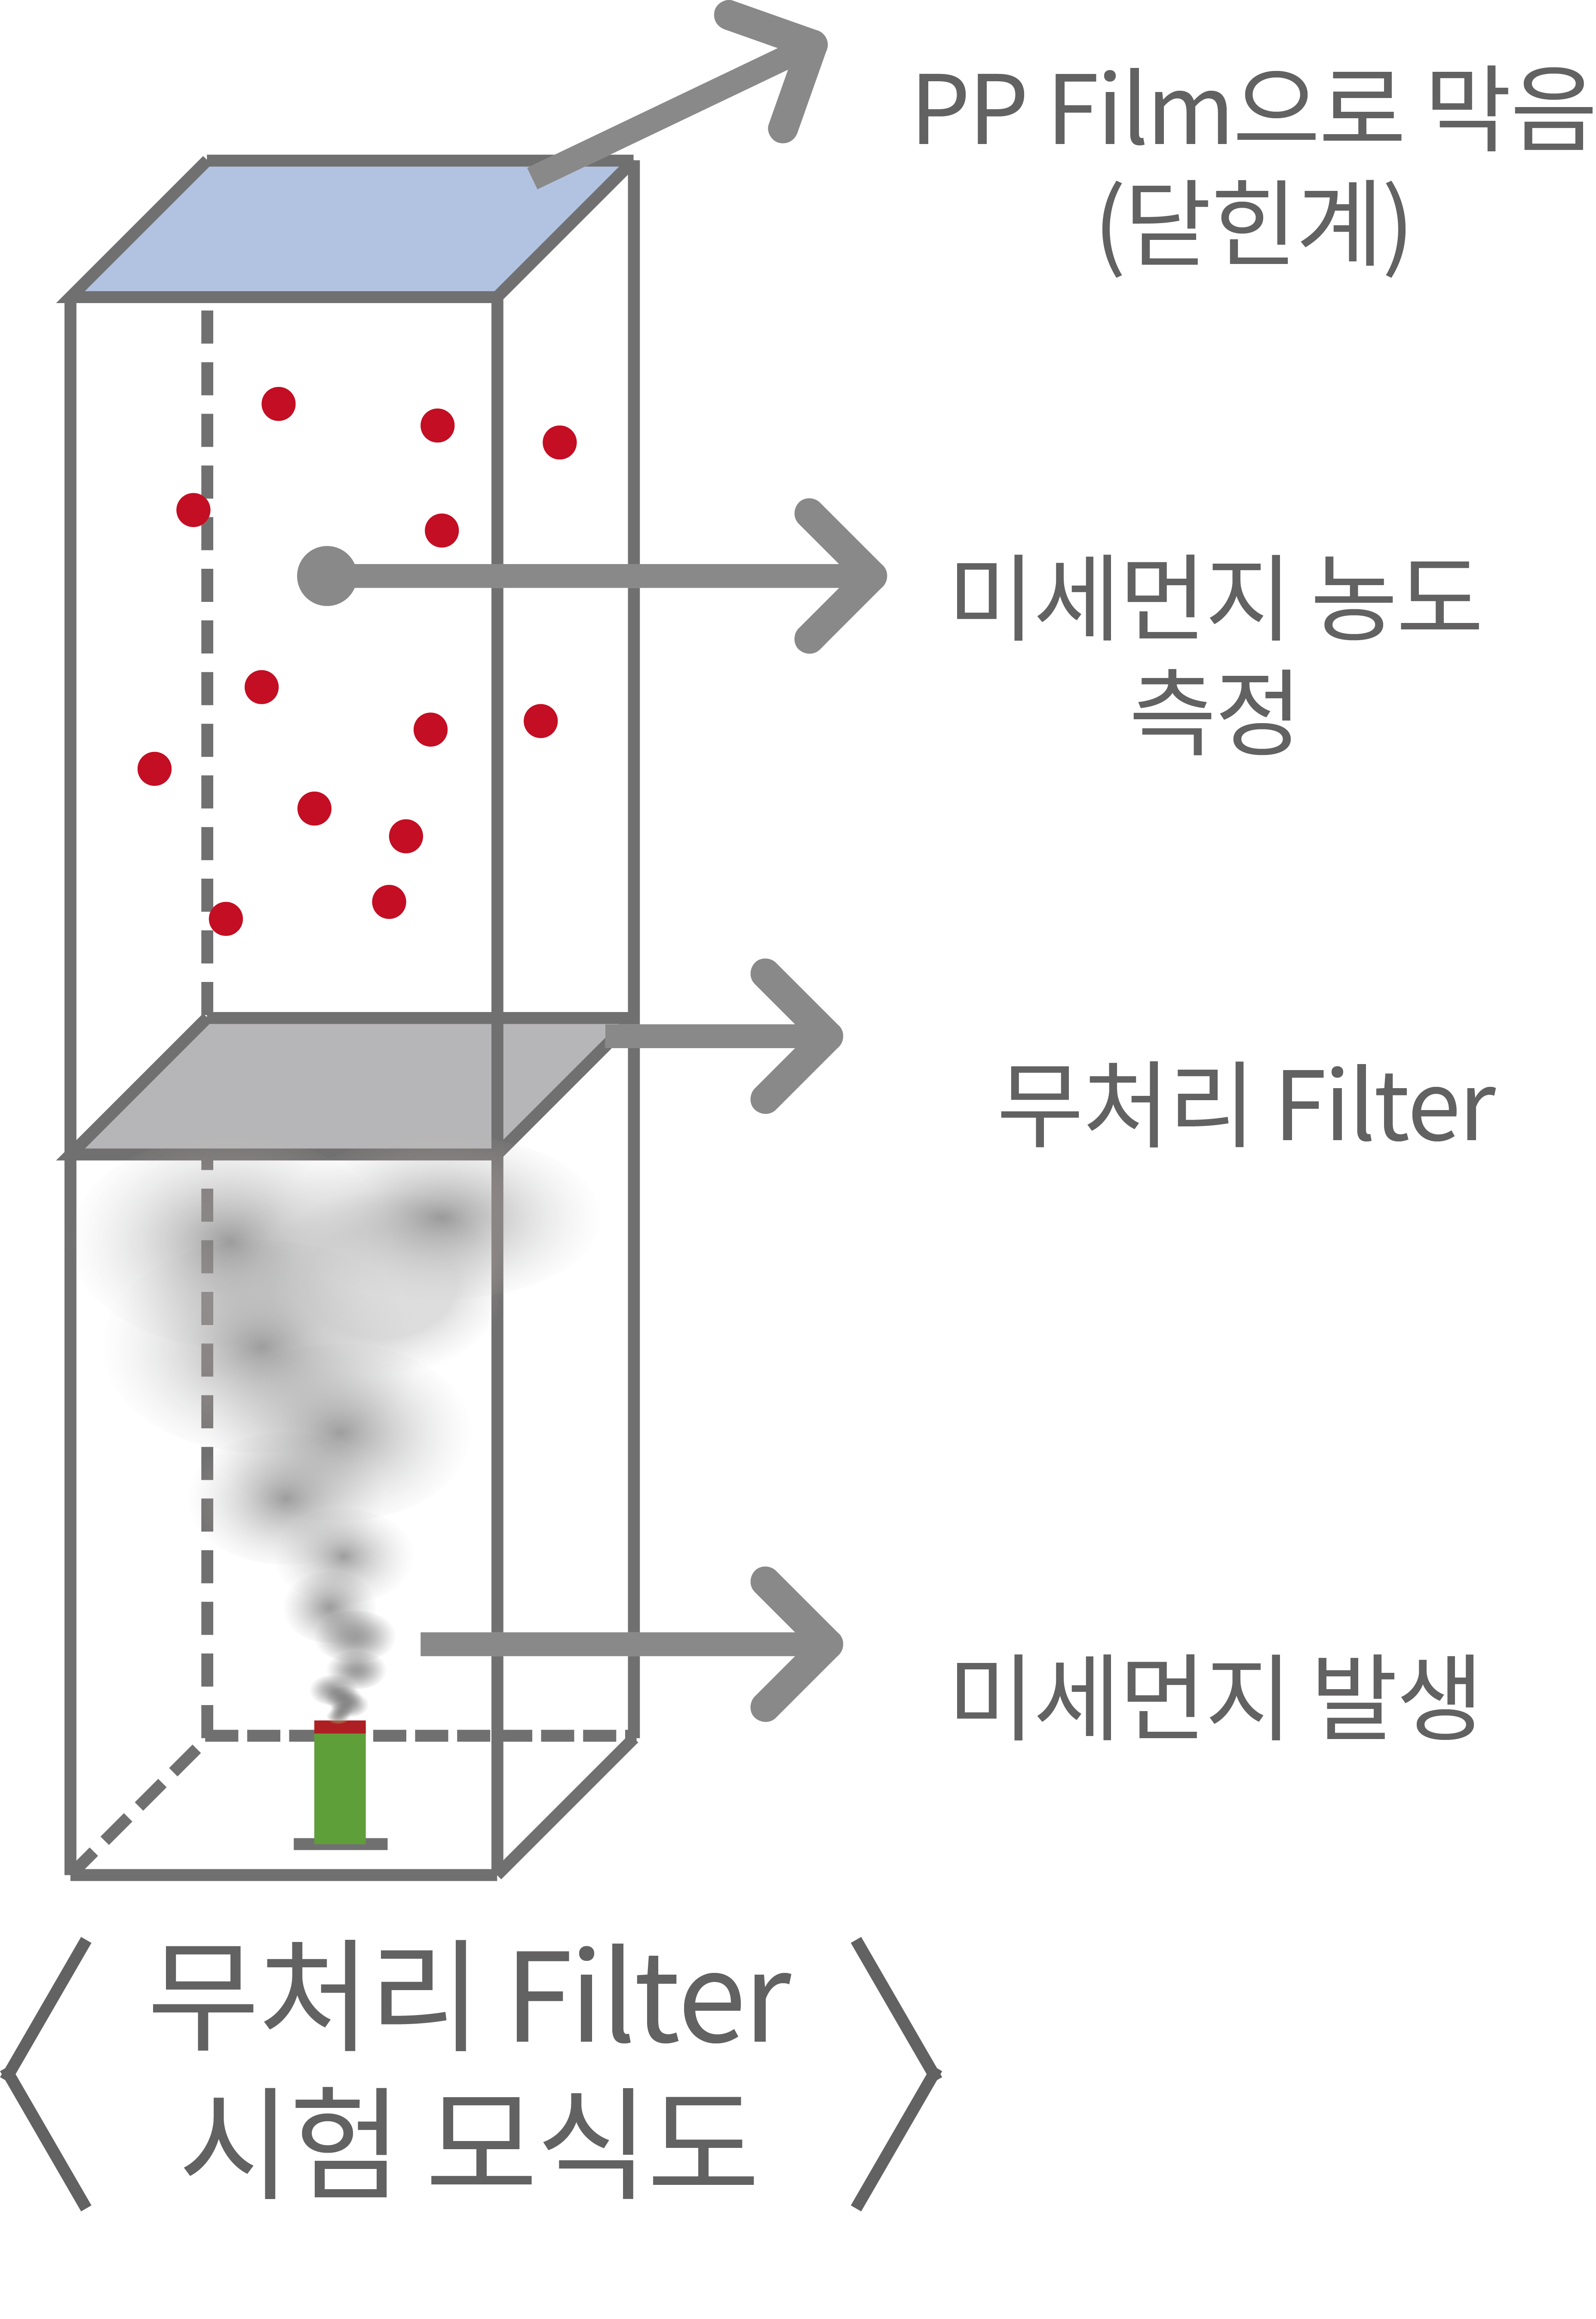 PP Film으로 막음
(닫힌계)
미세먼지 농도
측정
무처리 Filter
미세먼지 발생
〈무처리 Filter
시험 모식도〉